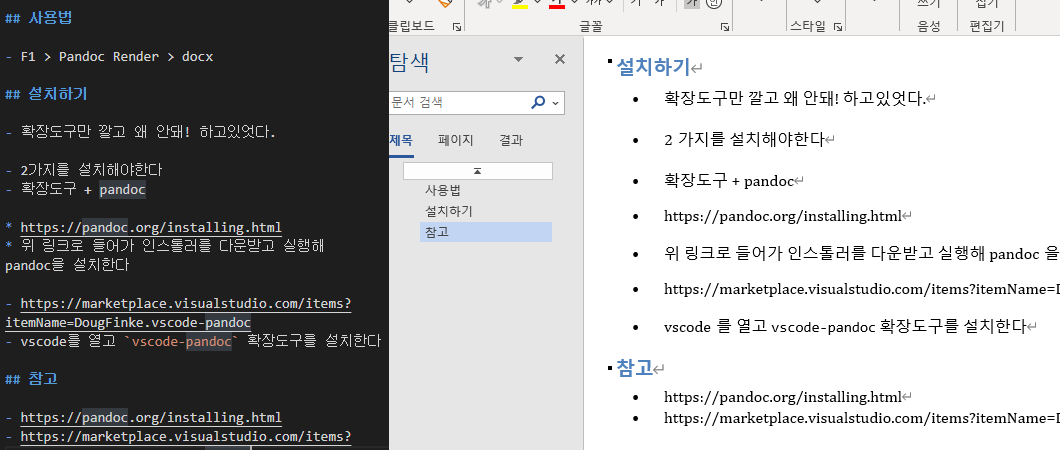 ## 사용법
- F1 > Pandoc Render > docx
## 설치하기
- 확장도구만 깔고 왜 안돼! 하고있엇다.
- 2가지를 설치해야한다
- 확장도구 + pandoc
* https://pandoc.org/installing.html
* 위 링크로 들어가 인스톨러를 다운받고 실행해
pandoc을 설치한다
- https://marketplace.visualstudio.com/items?
itemName=DougFinke.vscode-pandoc
- vscode를 열고 `vscode-pandoc` 확장도구를 설치한다
## 참고
- https://pandoc.org/installing.html
- https://marketplace.visualstudio.com/items?
클립보드
글꼴
스타일
음성
편집기
탐색
문서 검색
제목 페이지 결과
사용법
설치하기
참고
설치하기
• 확장도구만 깔고 왜 안돼! 하고있엇다.
• 2 가지를 설치해야한다
• 확장도구 + pandoc
• https://pandoc.org/installing.html
• 위 링크로 들어가 인스톨러를 다운받고 실행해 pandoc 을
• https://marketplace.visualstudio.com/items?itemName=D
• vscode 를 열고 vscode-pandoc 확장도구를 설치한다
참고
• https://pandoc.org/installing.html
• https://marketplace.visualstudio.com/items?itemName=D